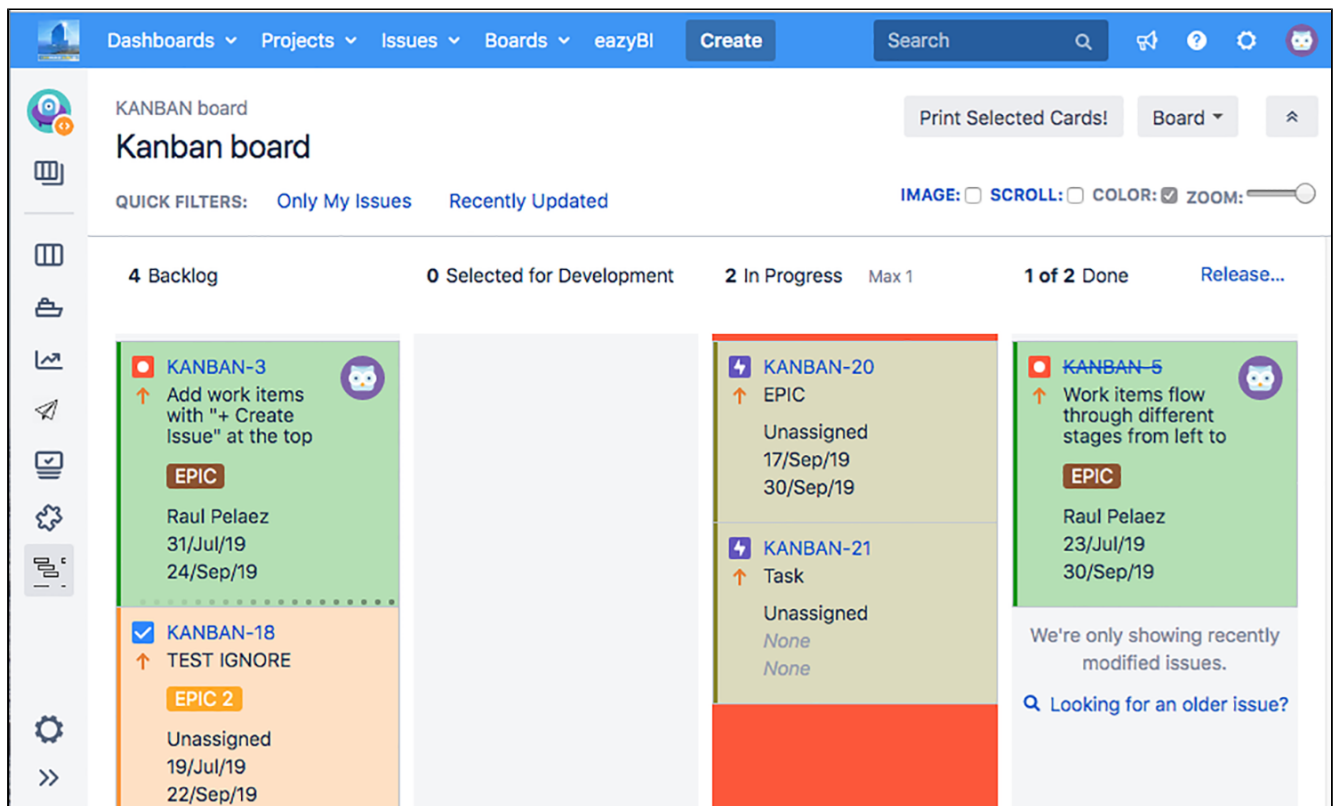 Dashboards Projects Issues Boards eazyBI Create Search
KANBAN board
Kanban board
Print Selected Cards! Board
QUICK FILTERS: Only My Issues Recently Updated
IMAGE: SCROLL: COLOR: ZOOM:
4 Backlog
0 Selected for Development
2 In Progress Max 1
1 of 2 Done Release...
KANBAN-3
Add work items
with "+ Create
Issue" at the top
EPIC
Raul Pelaez
31/Jul/19
24/Sep/19
KANBAN-18
TEST IGNORE
EPIC 2
Unassigned
19/Jul/19
22/Sep/19
KANBAN-20
EPIC
Unassigned
17/Sep/19
30/Sep/19
KANBAN-21
Task
Unassigned
None
None
KANBAN-5
Work items flow
through different
stages from left to
EPIC
Raul Pelaez
23/Jul/19
30/Sep/19
We're only showing recently
modified issues.
Looking for an older issue?